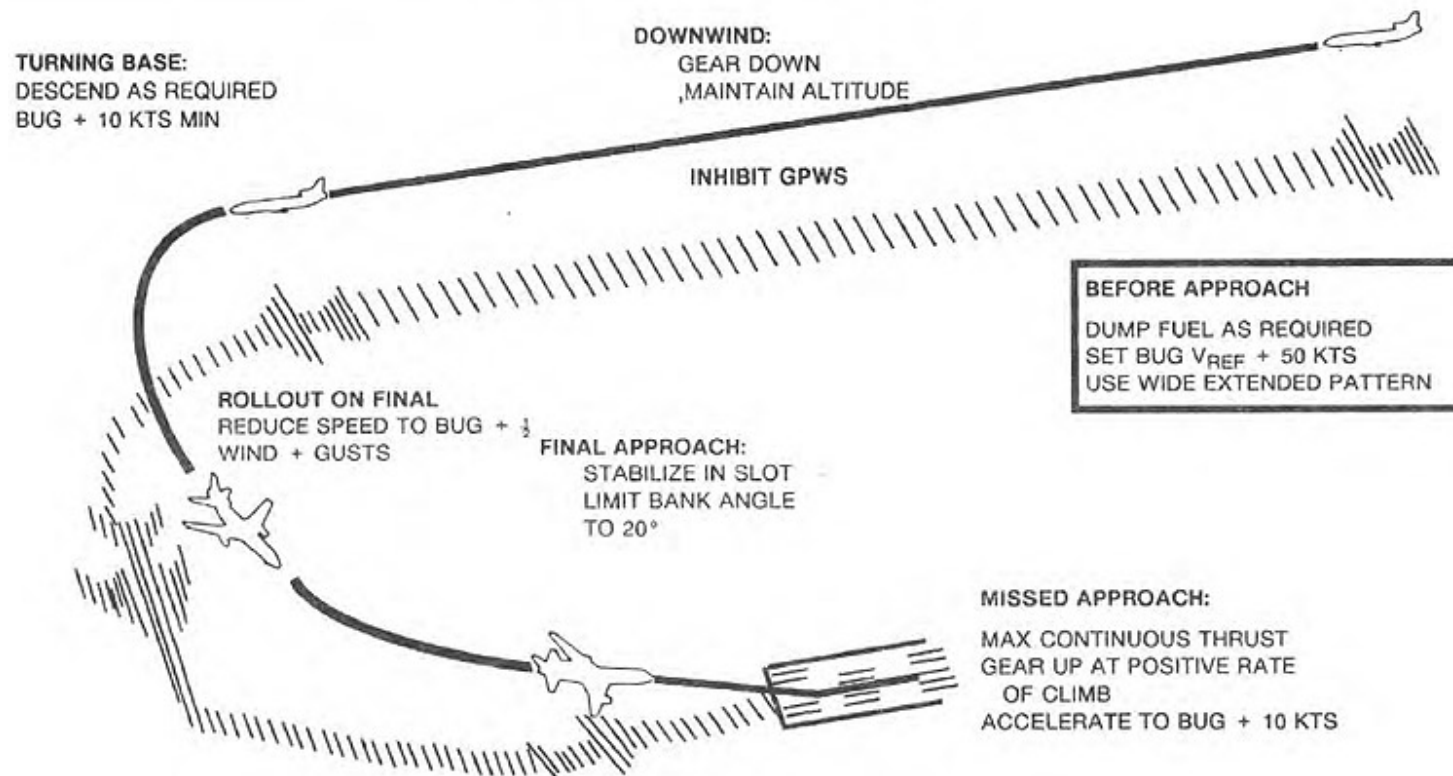 TURNING BASE:
DESCEND AS REQUIRED
BUG + 10 KTS MIN
DOWNWIND:
GEAR DOWN
,MAINTAIN ALTITUDE
INHIBIT GPWS
BEFORE APPROACH
DUMP FUEL AS REQUIRED
SET BUG VREF + 50 KTS
USE WIDE EXTENDED PATTERN
ROLLOUT ON FINAL
REDUCE SPEED TO BUG + ½
WIND + GUSTS
FINAL APPROACH:
STABILIZE IN SLOT
LIMIT BANK ANGLE
TO 20°
MISSED APPROACH:
MAX CONTINUOUS THRUST
GEAR UP AT POSITIVE RATE
OF CLIMB
ACCELERATE TO BUG + 10 KTS